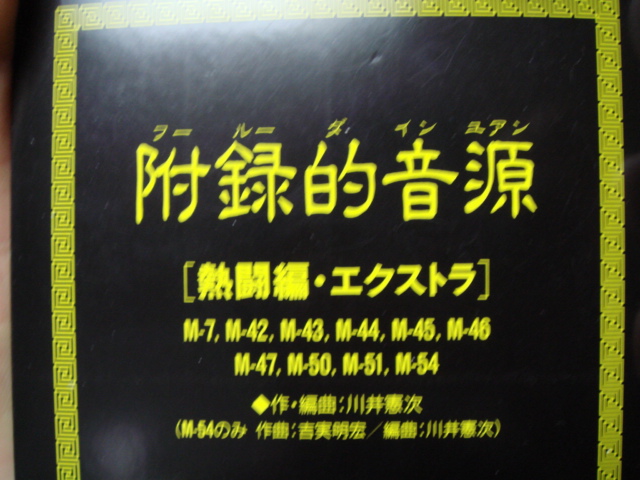 フー ルー ダ イン ユアン
附録的音源
[熱闘編・エクストラ]
M-7, M-42, M-43, M-44, M-45, M-46
M-47, M-50, M-51, M-54
◆作・編曲:川井憲次
(M-54のみ 作曲:吉実明宏/編曲:川井憲次)